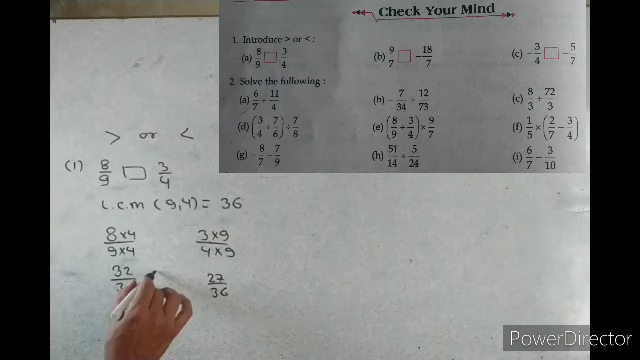 Check Your Mind
1. Introduce > or < :
(a) 8/9 □ 3/4 (b) 9/7 □ -18/7 (c) -3/4 □ -5/7
2. Solve the following :
(a) 6/7 ÷ 11/4 (b) -7/34 + 12/73 (c) 8/3 ÷ 72/3
(d) (3/4 ÷ 7/6) ÷ 7/8 (e) (8/9 + 3/4) × 9/7 (f) 1/5 × (2/7 - 3/4)
(g) 8/7 - 7/9 (h) 51/14 ÷ 5/24 (i) 6/7 - 3/10
> or <
(1) 8/9 □ 3/4
L.c.m (9,4) = 36
8×4/9×4 3×9/4×9
32/3 27/36
PowerDirector